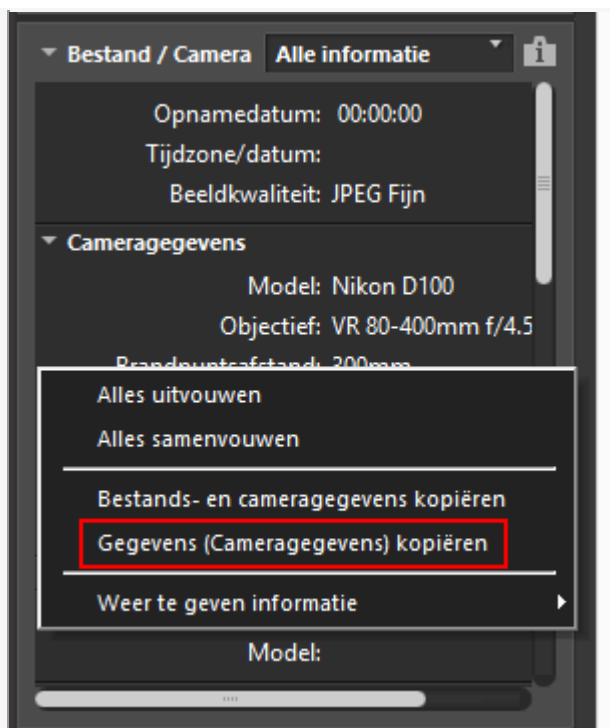 Bestand / Camera Alle informatie
Opnamedatum: 00:00:00
Tijdzone/datum:
Beeldkwaliteit: JPEG Fijn
Cameragegevens
Model: Nikon D100
Objectief: VR 80-400mm f/4.5
Brandpuntsafstand: 300mm
Alles uitvouwen
Alles samenvouwen
Bestands- en cameragegevens kopiëren
Gegevens (Cameragegevens) kopiëren
Weer te geven informatie
Model: